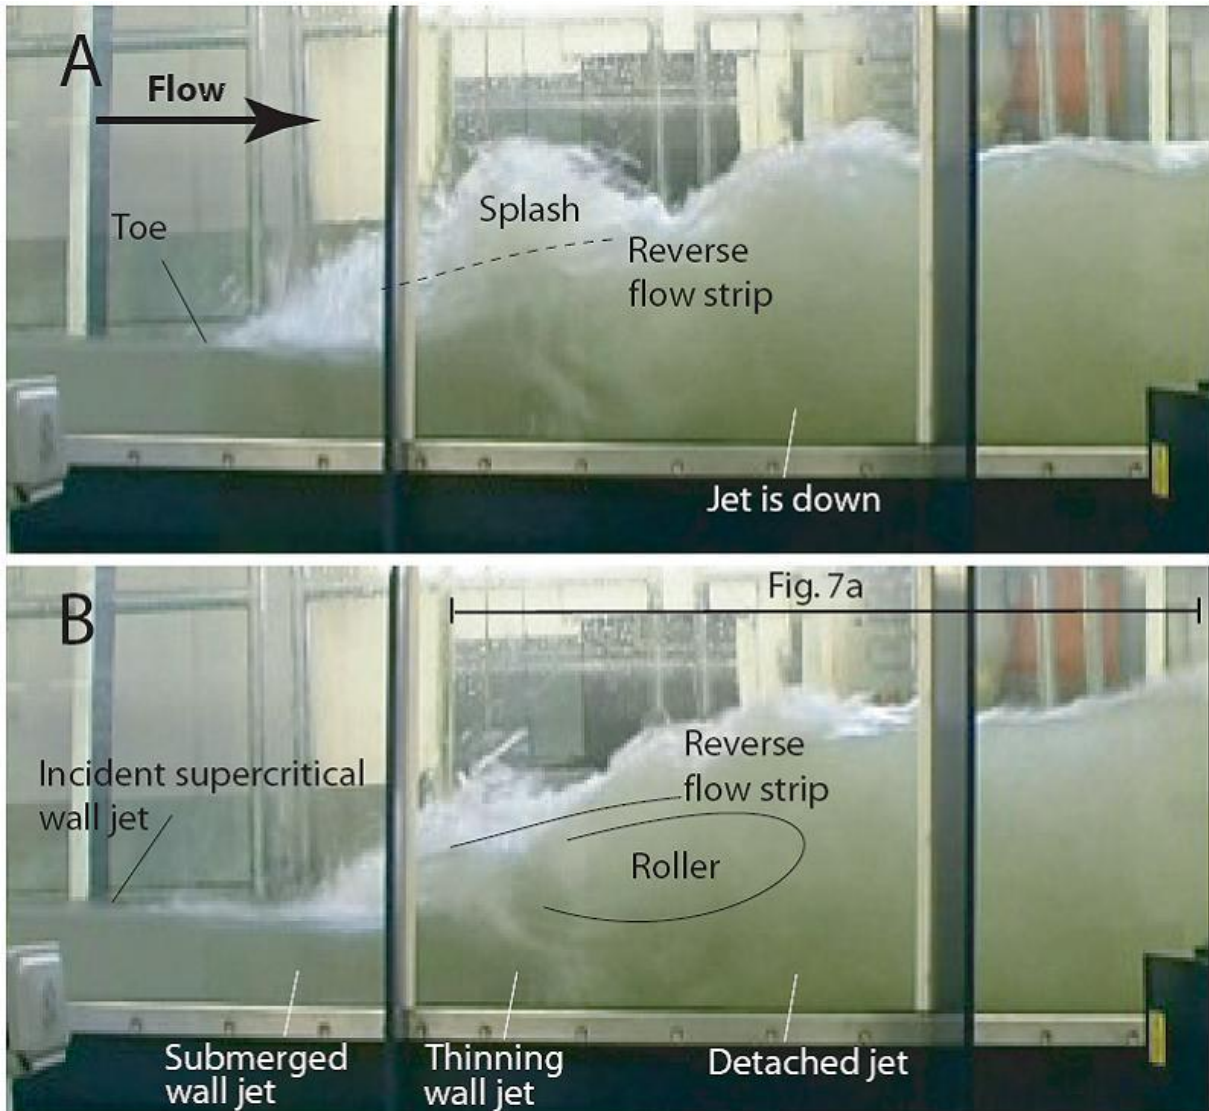 A
Flow
Toe
Splash
Reverse
flow strip
Jet is down
B
Fig. 7a
Incident supercritical
wall jet
Reverse
flow strip
Roller
Submerged
wall jet
Thinning
wall jet
Detached jet